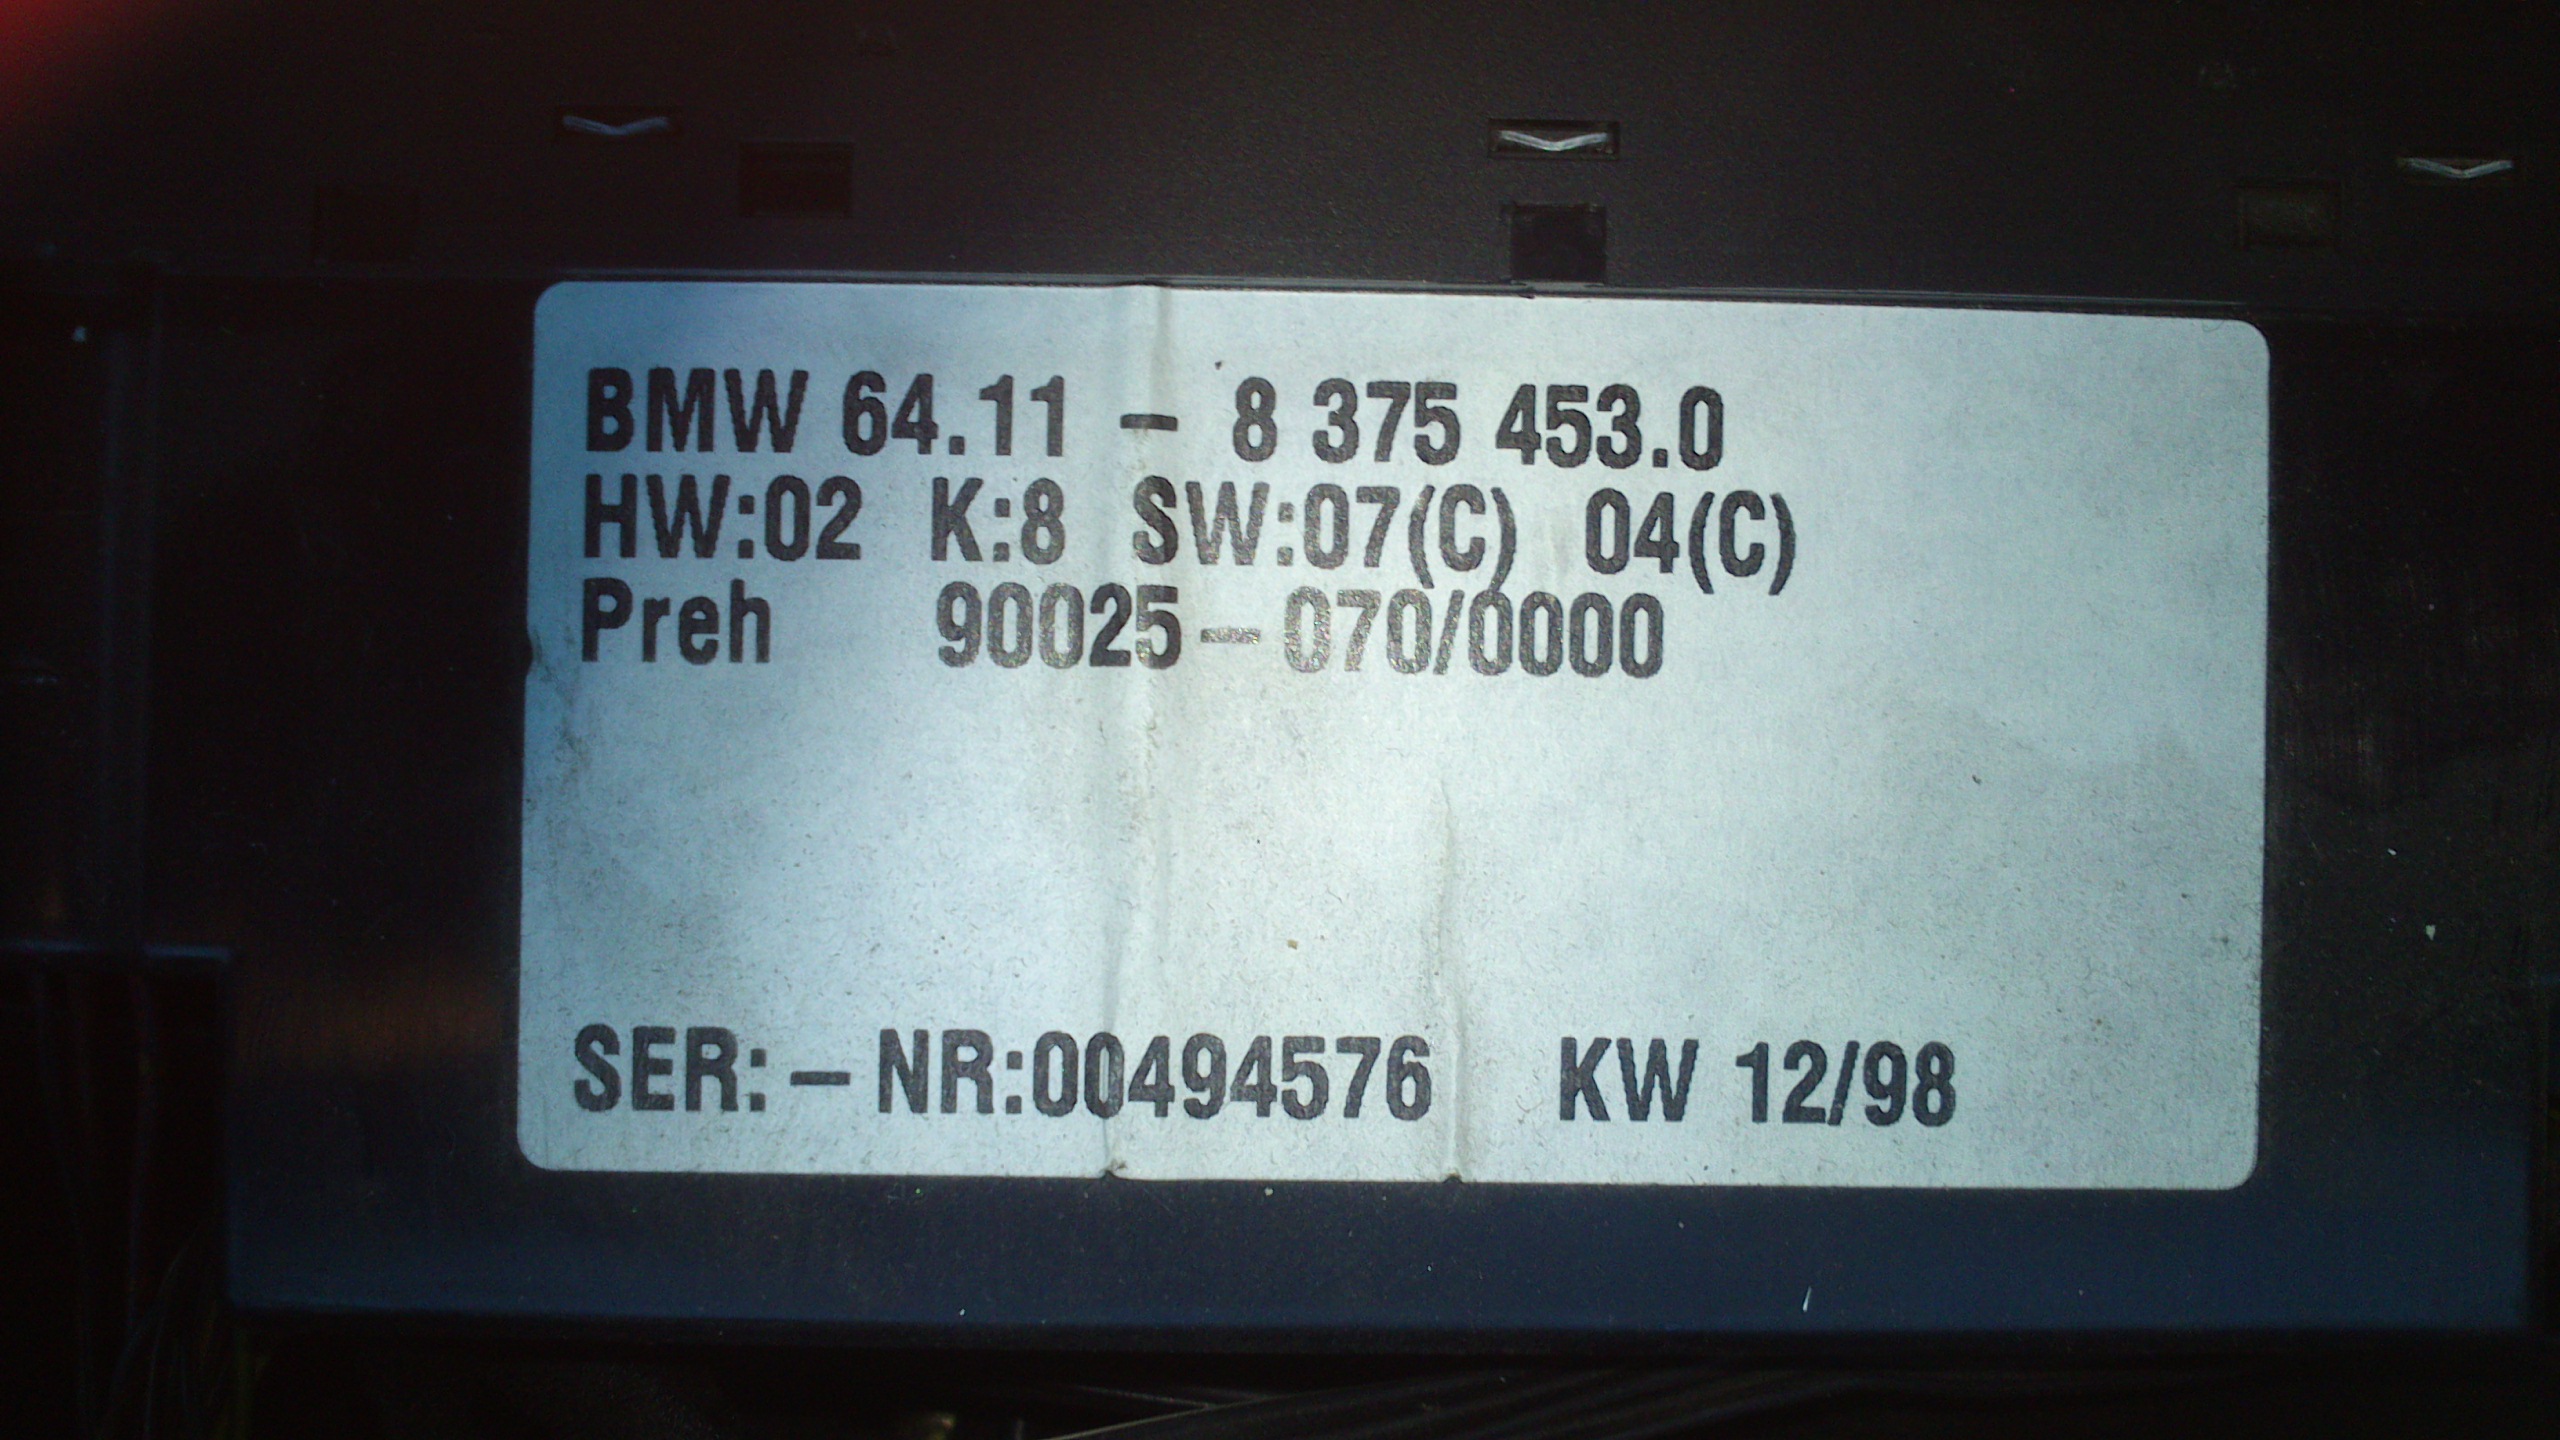 BMW 64.11 - 8 375 453.0
HW:02 K:8 SW:07(C) 04(C)
Preh 90025-070/0000
SER:-NR:00494576 KW 12/98